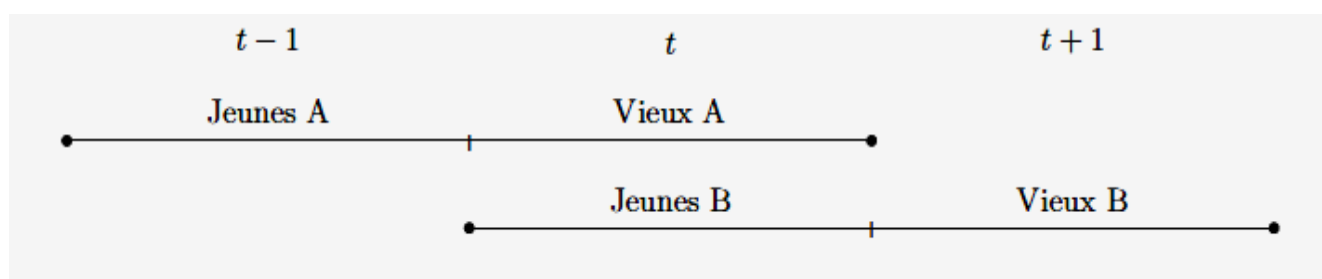 t − 1 t t + 1
Jeunes A Vieux A
Jeunes B Vieux B